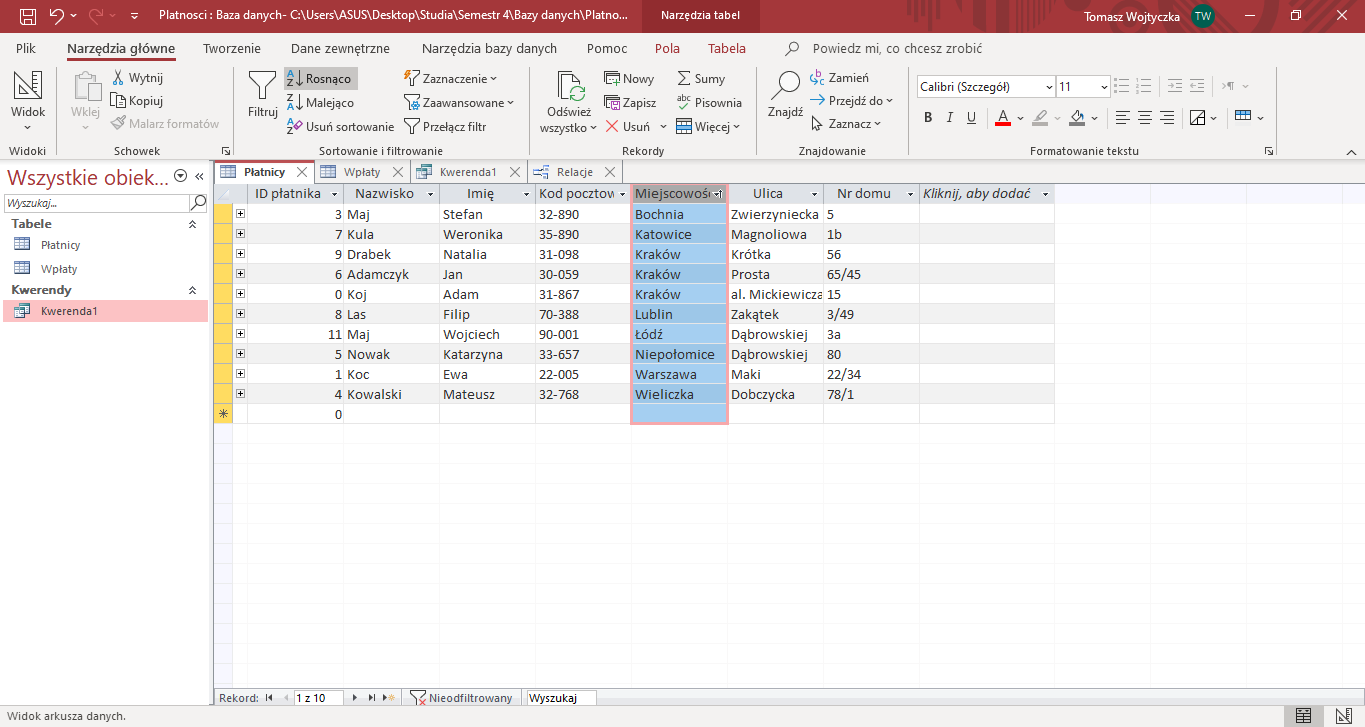 Platnosci : Baza danych- C:\Users\ASUS\Desktop\Studia\Semestr 4\Bazy danych\Platno... Narzędzia tabel Tomasz Wojtyczka TW
Plik Narzędzia główne Tworzenie Dane zewnętrzne Narzędzia bazy danych Pomoc Pola Tabela Powiedz mi, co chcesz zrobić
Widok
Widoki
Wklej
Wytnij
Kopiuj
Malarz formatów
Schowek
Filtruj
Rosnąco
Malejąco
Usuń sortowanie
Zaznaczenie
Zaawansowane
Przełącz filtr
Sortowanie i filtrowanie
Odśwież
wszystko
Nowy
Zapisz
Usuń
Sumy
Pisownia
Więcej
Rekordy
Znajdź
Zamień
Przejdź do
Zaznacz
Znajdowanie
Calibri (Szczegół) 11
B I U A
Formatowanie tekstu
Wszystkie obiek...
Wyszukaj...
Tabele
Płatnicy
Wpłaty
Kwerendy
Kwerenda1
Płatnicy Wpłaty Kwerenda1 Relacje
ID płatnika Nazwisko Imię Kod pocztow Miejscowoś Ulica Nr domu Kliknij, aby dodać
3 Maj Stefan 32-890 Bochnia Zwierzyniecka 5
7 Kula Weronika 35-890 Katowice Magnoliowa 1b
9 Drabek Natalia 31-098 Kraków Krótka 56
6 Adamczyk Jan 30-059 Kraków Prosta 65/45
0 Koj Adam 31-867 Kraków al. Mickiewicza 15
8 Las Filip 70-388 Lublin Zakątek 3/49
11 Maj Wojciech 90-001 Łódź Dąbrowskiej 3a
5 Nowak Katarzyna 33-657 Niepołomice Dąbrowskiej 80
1 Koc Ewa 22-005 Warszawa Maki 22/34
4 Kowalski Mateusz 32-768 Wieliczka Dobczycka 78/1
0
Rekord: 1 z 10 Nieodfiltrowany Wyszukaj
Widok arkusza danych.